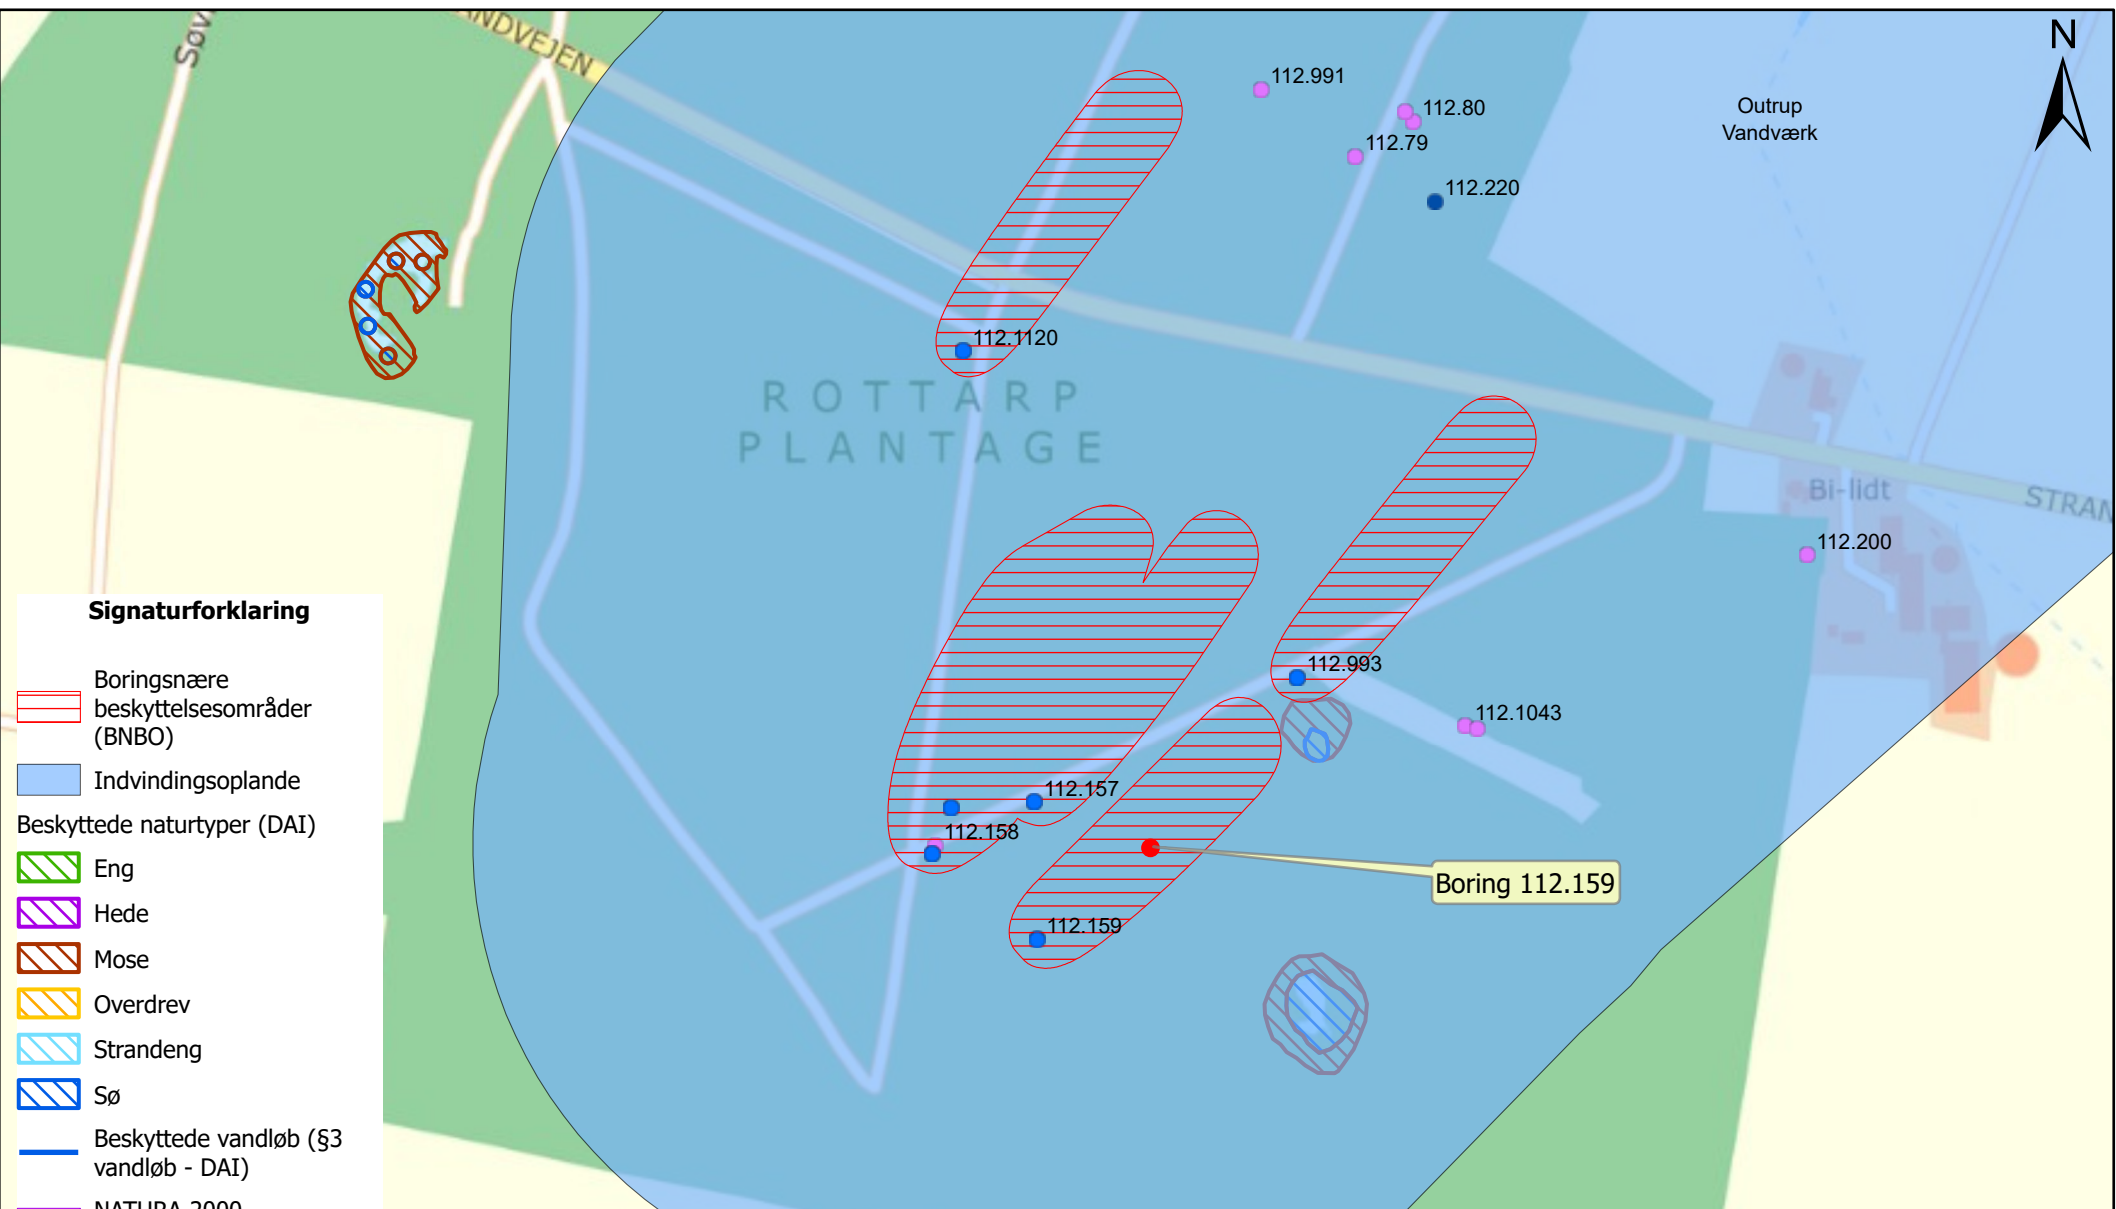 N
112.991
112.80
Outrup
Vandværk
112.79
112.220
112.1120
ROTTARP
PLANTAGE
Bi-lidt
112.200
112.993
112.1043
112.157
112.158
Boring 112.159
112.159
Signaturforklaring
Boringsnære
beskyttelsesområder
(BNBO)
Indvindingsoplande
Beskyttede naturtyper (DAI)
Eng
Hede
Mose
Overdrev
Strandeng
Sø
Beskyttede vandløb (§3
vandløb - DAI)
NATURA 2000